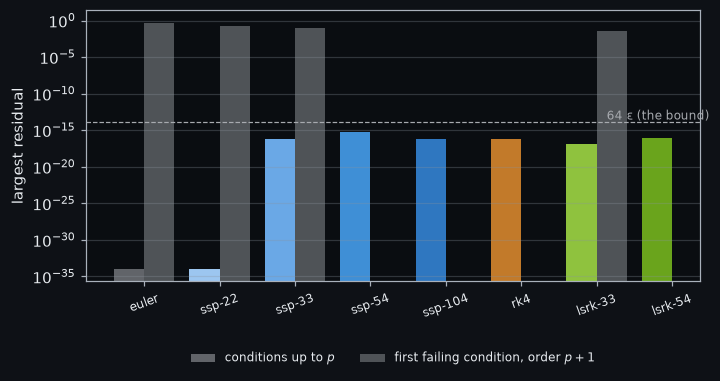 10⁰
10⁻⁵
10⁻¹⁰
10⁻¹⁵
10⁻²⁰
10⁻²⁵
10⁻³⁰
10⁻³⁵
largest residual
64 ε (the bound)
euler
ssp-22
ssp-33
ssp-54
ssp-104
rk4
lsrk-33
lsrk-54
conditions up to p
first failing condition, order p + 1